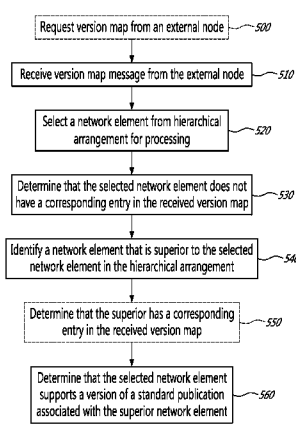 Request version map from an external node
500
Receive version map message from the external node
510
Select a network element from hierarchical
arrangement for processing
520
Determine that the selected network element does not
have a corresponding entry in the received version map
530
Identify a network element that is superior to the selected
network element in the hierarchical arrangement
540
Determine that the superior has a corresponding
entry in the received version map
550
Determine that the selected network element
supports a version of a standard publication
associated with the superior network element
560